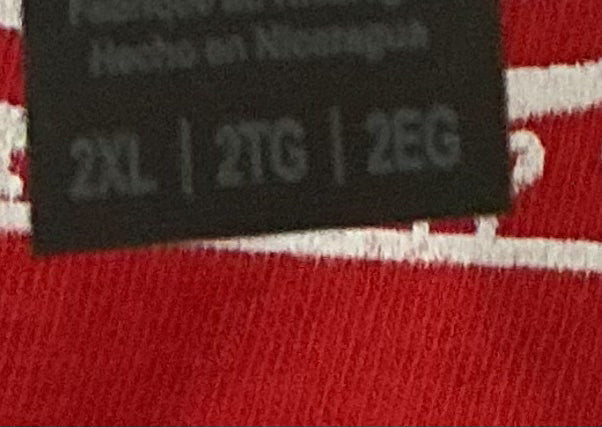 Hecho en Nicaragua
2XL | 2TG | 2EG